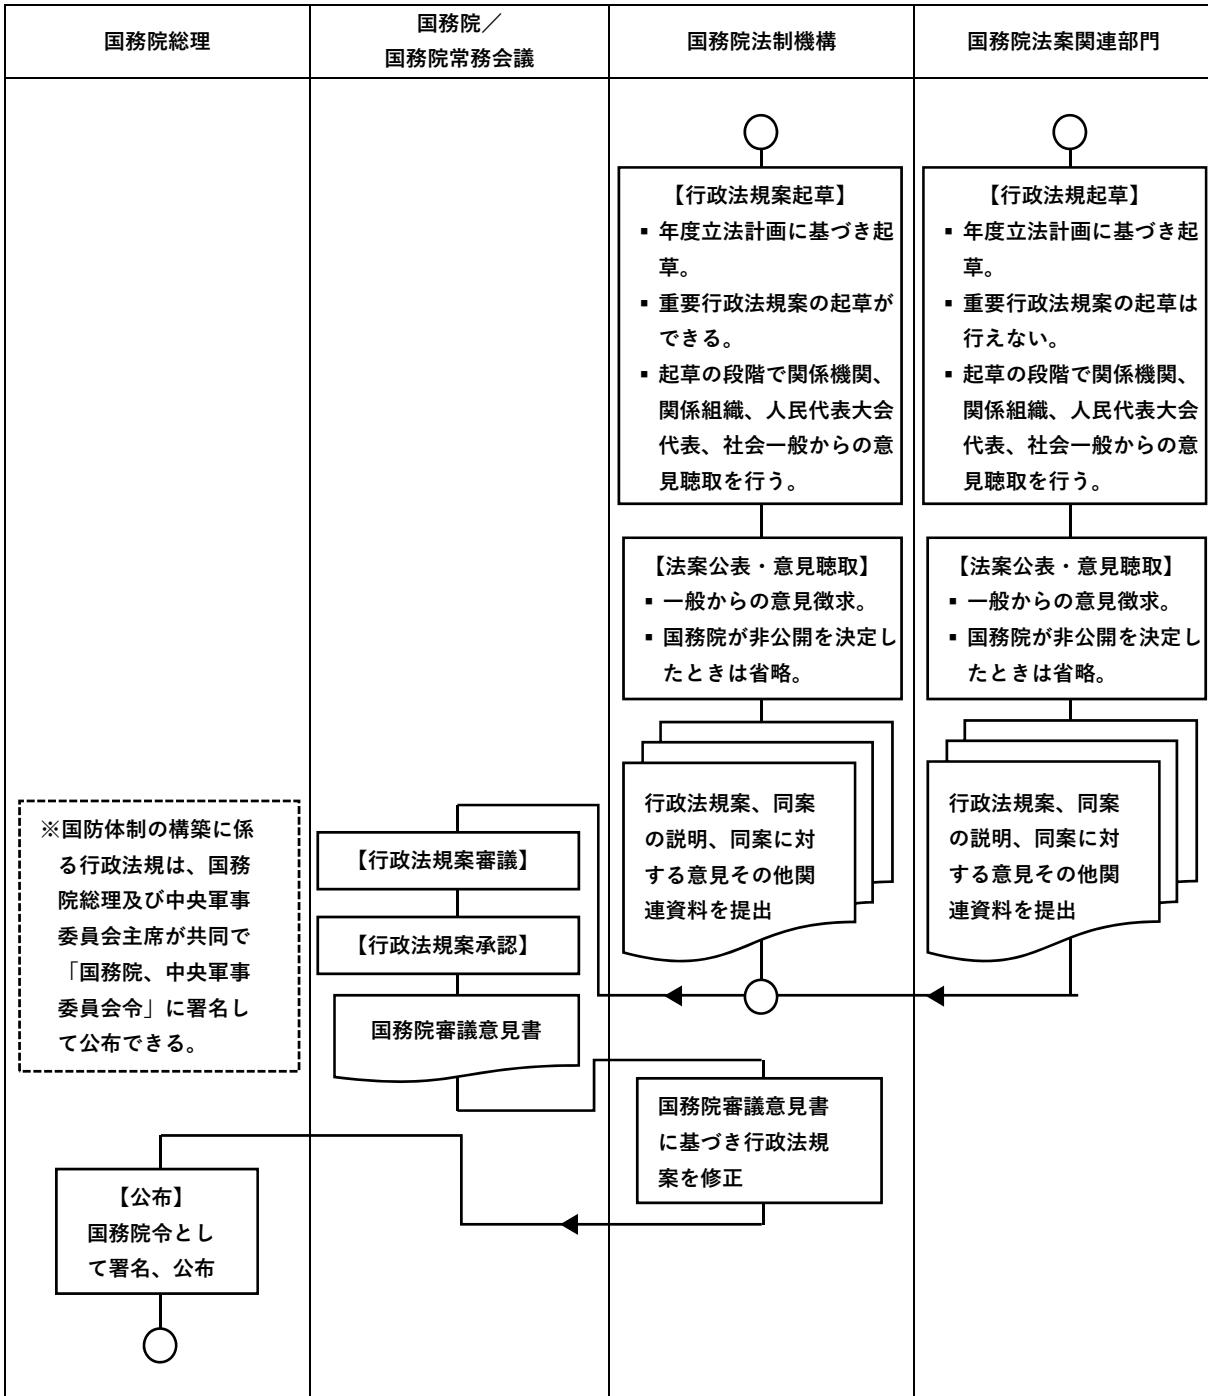 国務院総理
国務院／
国務院常務会議
国務院法制機構
国務院法案関連部門
【行政法規案起草】
▪ 年度立法計画に基づき起
草。
▪ 重要行政法規案の起草が
できる。
▪ 起草の段階で関係機関、
関係組織、人民代表大会
代表、社会一般からの意
見聴取を行う。
【行政法規起草】
▪ 年度立法計画に基づき起
草。
▪ 重要行政法規案の起草は
行えない。
▪ 起草の段階で関係機関、
関係組織、人民代表大会
代表、社会一般からの意
見聴取を行う。
【法案公表・意見聴取】
▪ 一般からの意見徴求。
▪ 国務院が非公開を決定し
たときは省略。
【法案公表・意見聴取】
▪ 一般からの意見徴求。
▪ 国務院が非公開を決定し
たときは省略。
行政法規案、同案
の説明、同案に対
する意見その他関
連資料を提出
行政法規案、同案
の説明、同案に対
する意見その他関
連資料を提出
※国防体制の構築に係
る行政法規は、国務
院総理及び中央軍事
委員会主席が共同で
「国務院、中央軍事
委員会令」に署名し
て公布できる。
【行政法規案審議】
【行政法規案承認】
国務院審議意見書
国務院審議意見書
に基づき行政法規
案を修正
【公布】
国務院令とし
て署名、公布